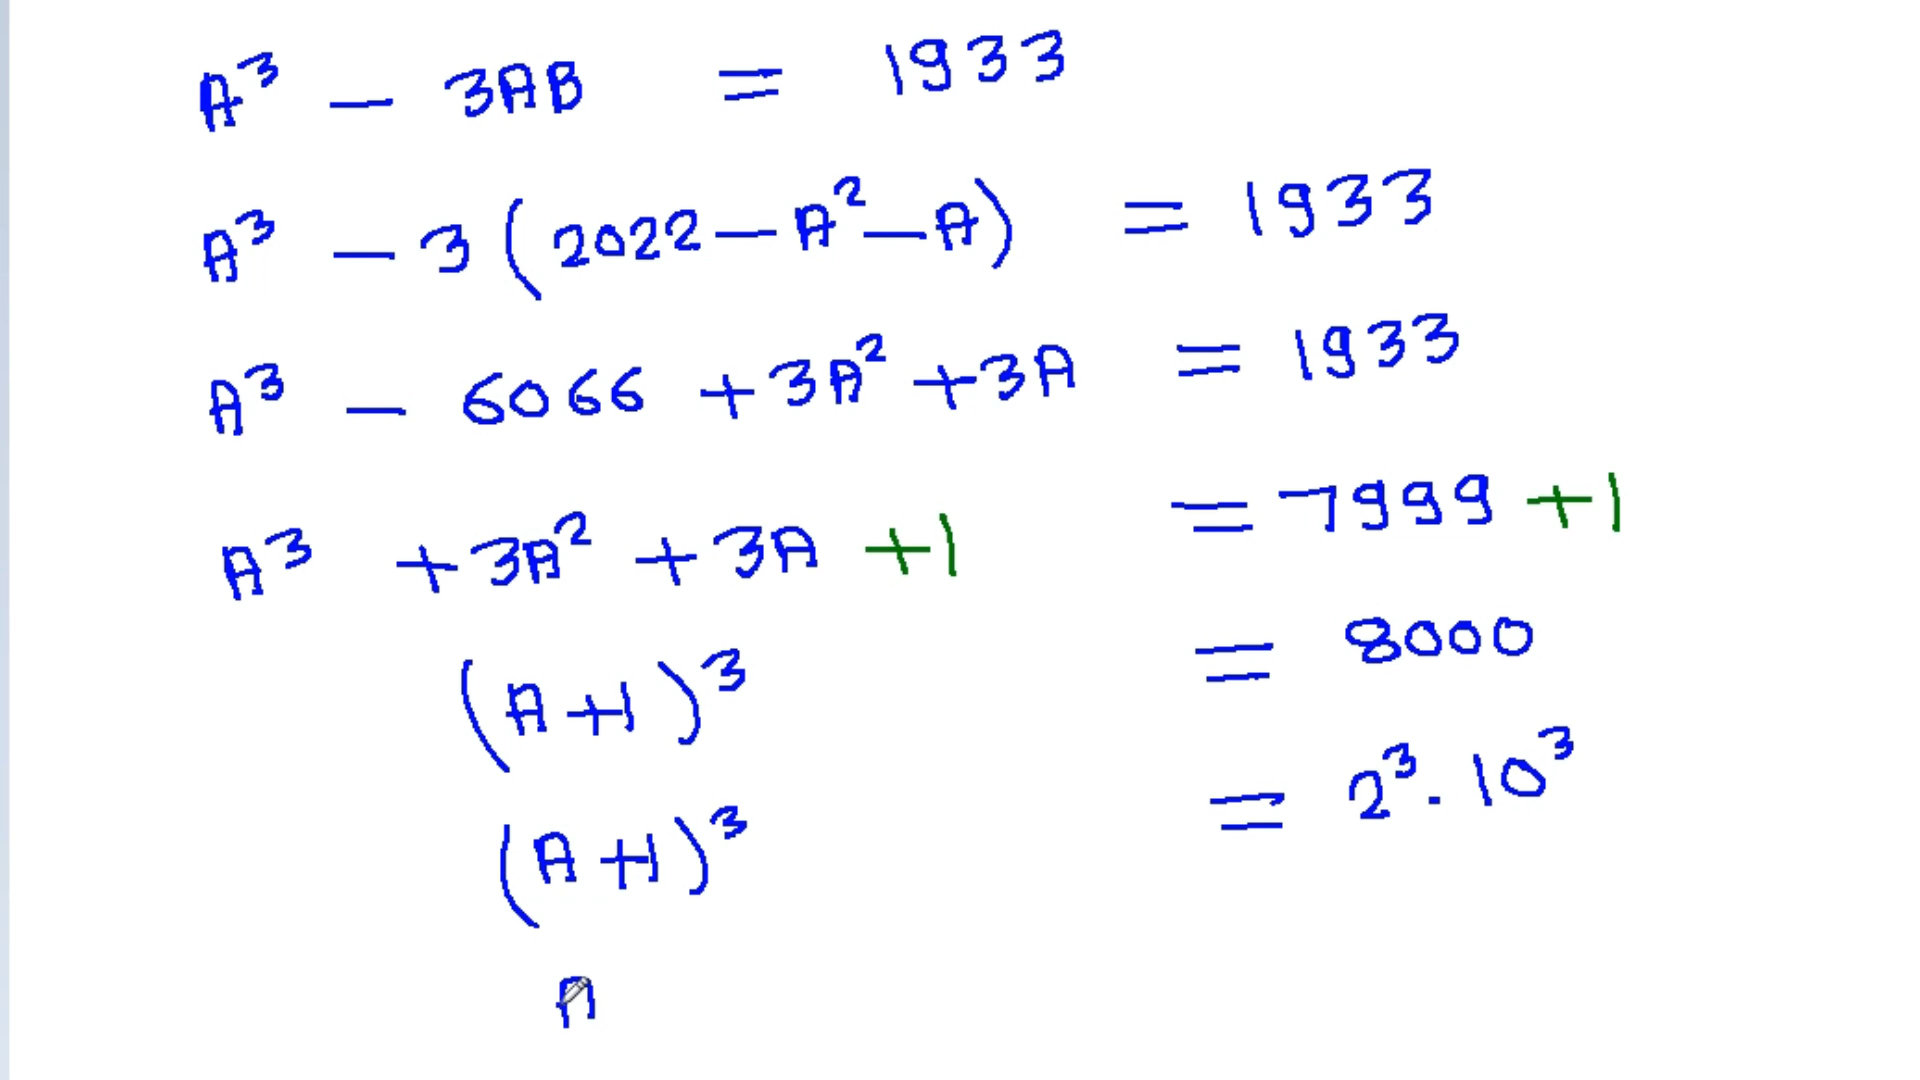 A³ – 3AB = 1933
A³ – 3(2022 – A² – A) = 1933
A³ – 6066 + 3A² + 3A = 1933
A³ + 3A² + 3A + 1 = 7999 + 1
(A+1)³ = 8000
(A+1)³ = 2³ . 10³
A